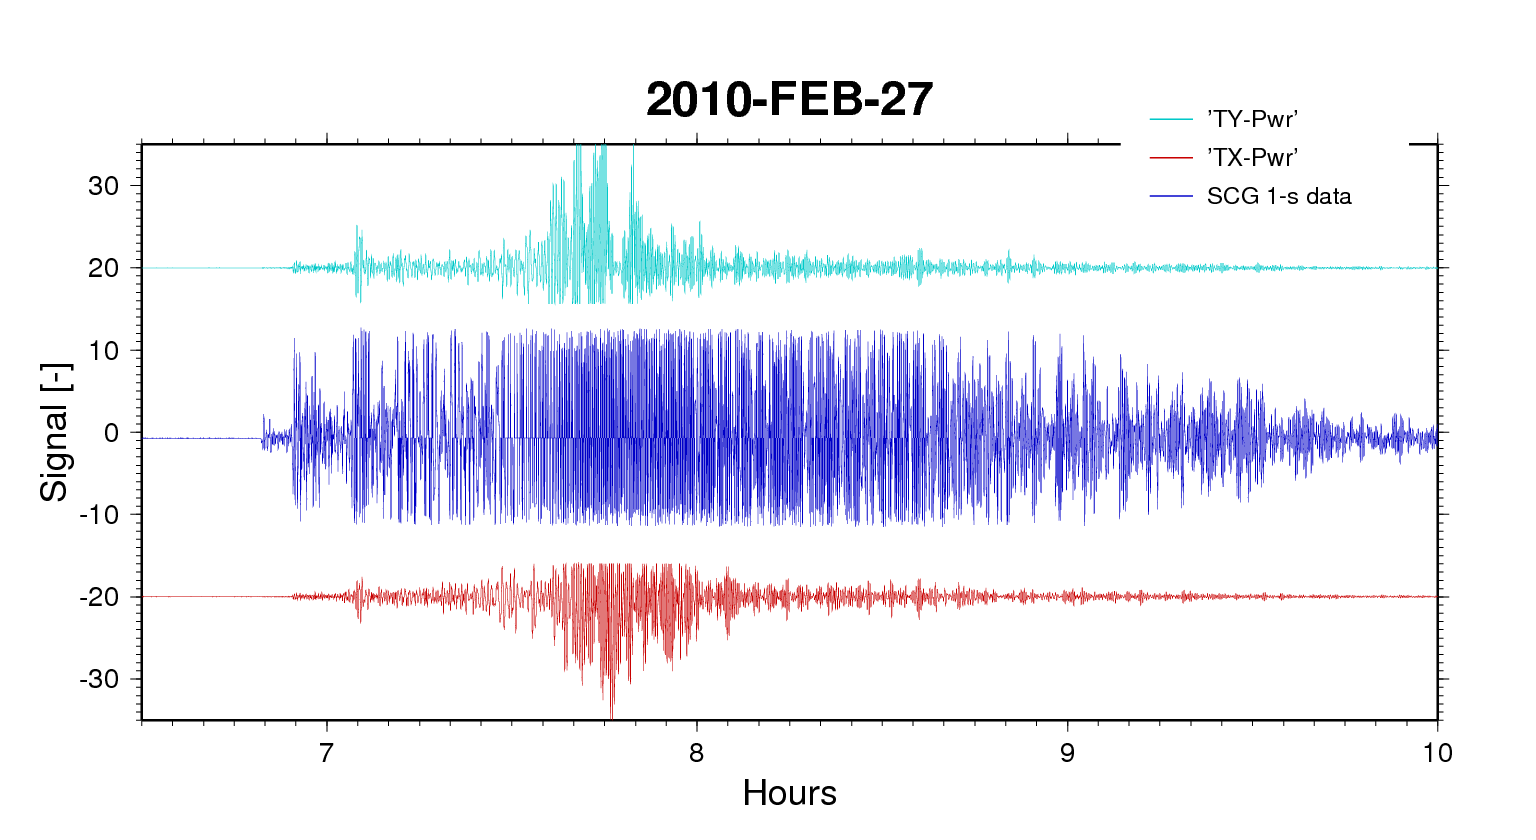 2010-FEB-27
’TY-Pwr’
’TX-Pwr’
SCG 1-s data
30
20
10
0
-10
-20
-30
Signal [-]
7 8 9 10
Hours